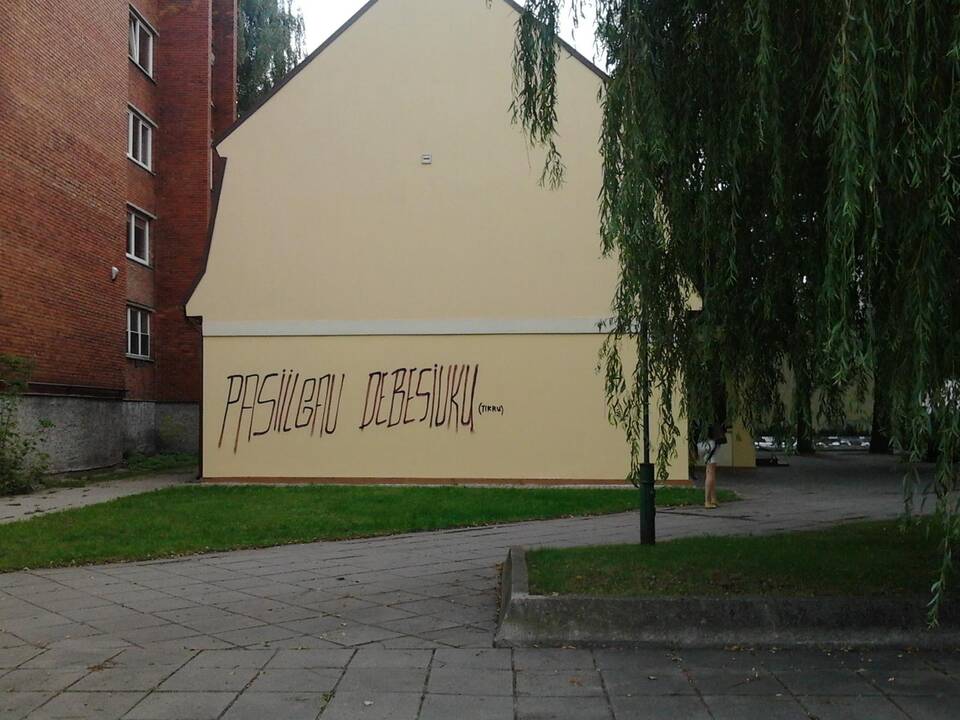 PASIILGAU DEBESIUKU (TIKRU)